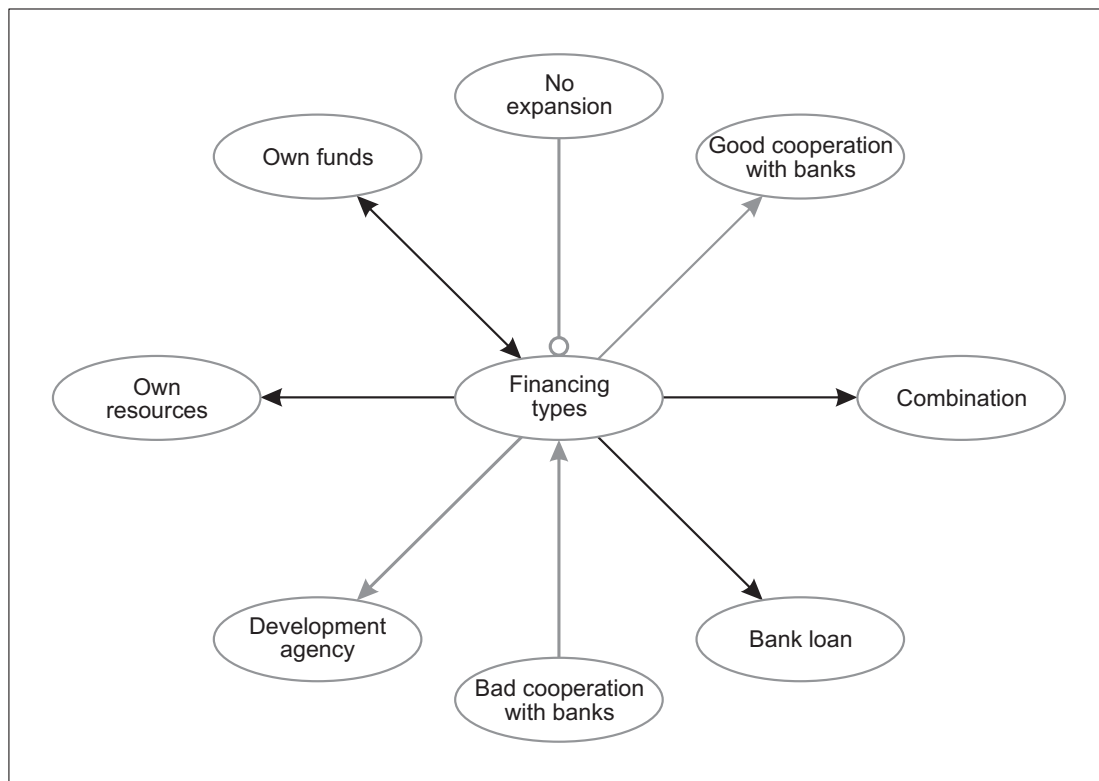 No
expansion
Own funds
Good cooperation
with banks
Own
resources
Financing
types
Combination
Development
agency
Bad cooperation
with banks
Bank loan